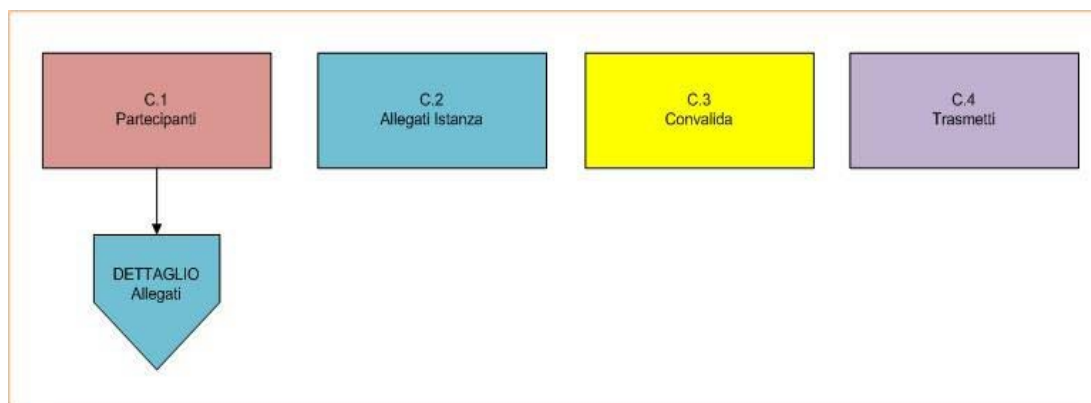 C.1
Partecipanti
C.2
Allegati Istanza
C.3
Convalida
C.4
Trasmetti
DETTAGLIO
Allegati